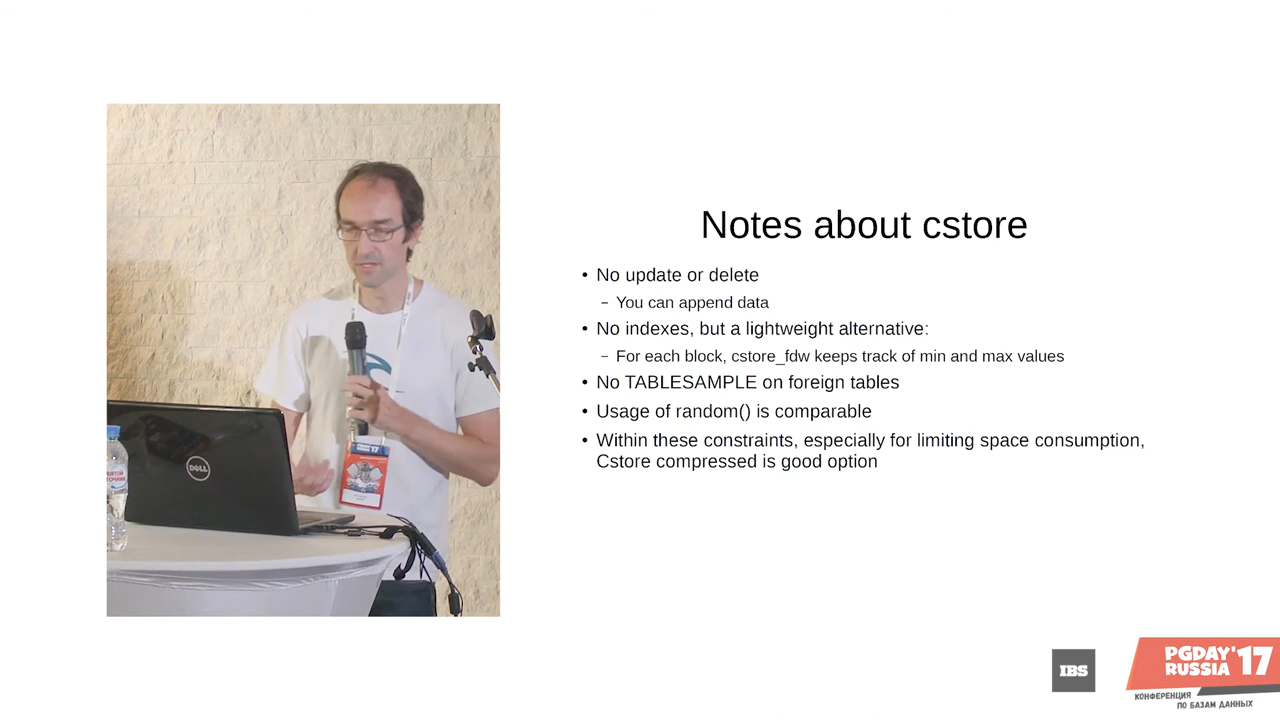 Notes about cstore
• No update or delete
– You can append data
• No indexes, but a lightweight alternative:
– For each block, cstore_fdw keeps track of min and max values
• No TABLESAMPLE on foreign tables
• Usage of random() is comparable
• Within these constraints, especially for limiting space consumption,
Cstore compressed is good option
DELL
PGDAY'17
RUSSIA
IBS
PGDAY'17
RUSSIA
КОНФЕРЕНЦИЯ
ПО БАЗАМ ДАННЫХ